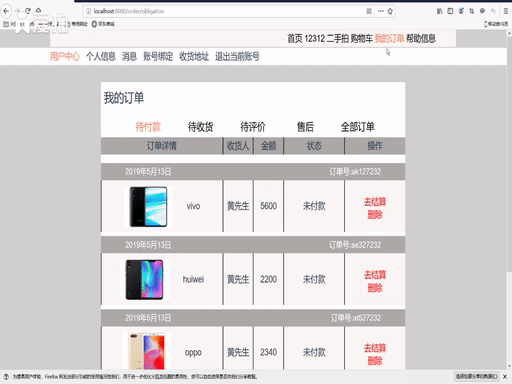 localhost:8080/order/obligation
爱拍
京东商城
首页 12312 二手拍 购物车 我的订单 帮助信息
用户中心 个人信息 消息 账号绑定 收货地址 退出当前账号
我的订单
待付款 待收货 待评价 售后 全部订单
订单详情 收货人 金额 状态 操作
2019年5月13日 订单号:ak127232
vivo 黄先生 5600 未付款 去结算
删除
2019年5月13日 订单号:ae327232
huiwei 黄先生 2200 未付款 去结算
删除
2019年5月13日 订单号:at527232
oppo 黄先生 2340 未付款 去结算
删除